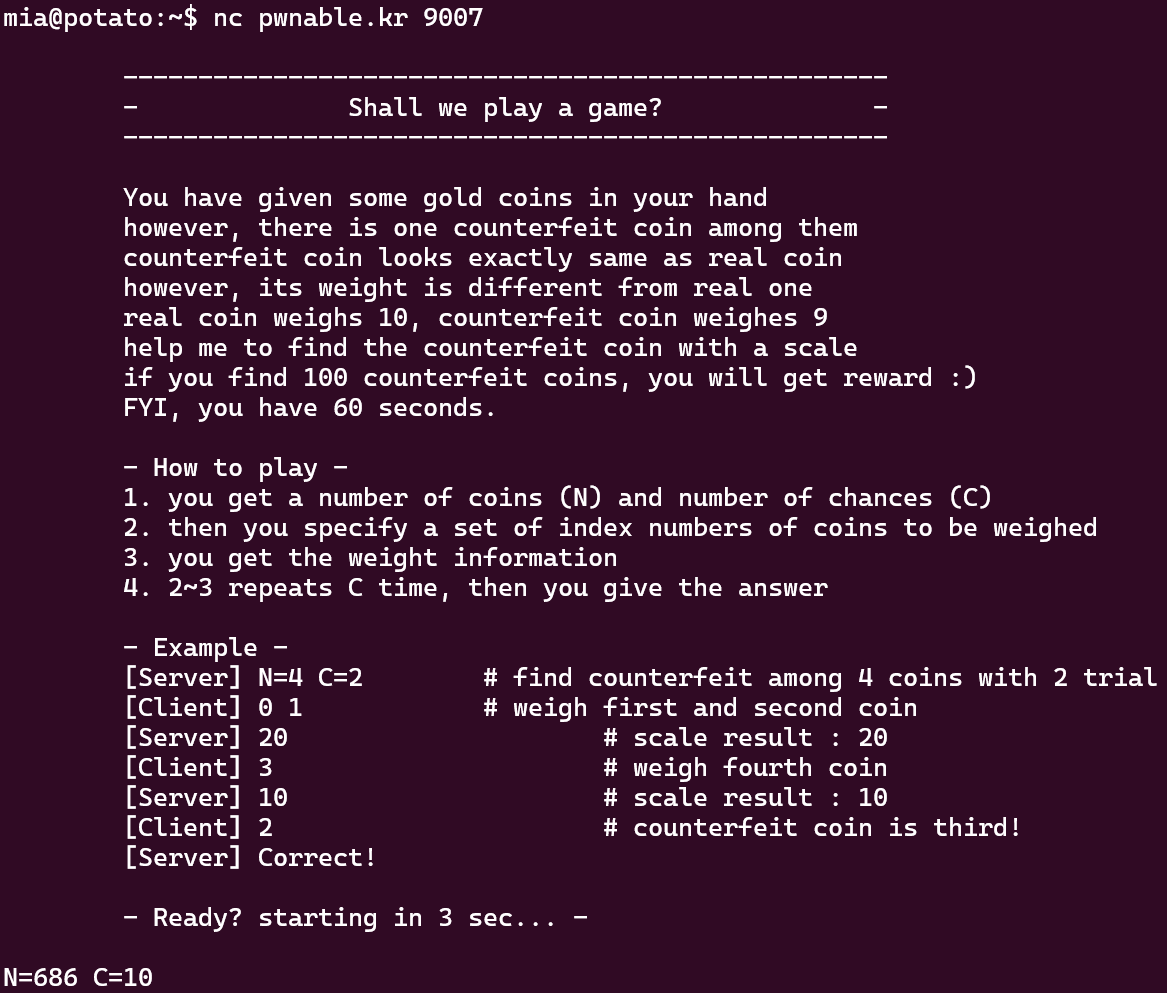 mia@potato:~$ nc pwnable.kr 9007
---------------------------------------------------
-              Shall we play a game?              -
---------------------------------------------------
You have given some gold coins in your hand
however, there is one counterfeit coin among them
counterfeit coin looks exactly same as real coin
however, its weight is different from real one
real coin weighs 10, counterfeit coin weighes 9
help me to find the counterfeit coin with a scale
if you find 100 counterfeit coins, you will get reward :)
FYI, you have 60 seconds.
- How to play -
1. you get a number of coins (N) and number of chances (C)
2. then you specify a set of index numbers of coins to be weighed
3. you get the weight information
4. 2~3 repeats C time, then you give the answer
- Example -
[Server] N=4 C=2        # find counterfeit among 4 coins with 2 trial
[Client] 0 1            # weigh first and second coin
[Server] 20                     # scale result : 20
[Client] 3                      # weigh fourth coin
[Server] 10                     # scale result : 10
[Client] 2                      # counterfeit coin is third!
[Server] Correct!
- Ready? starting in 3 sec... -
N=686 C=10